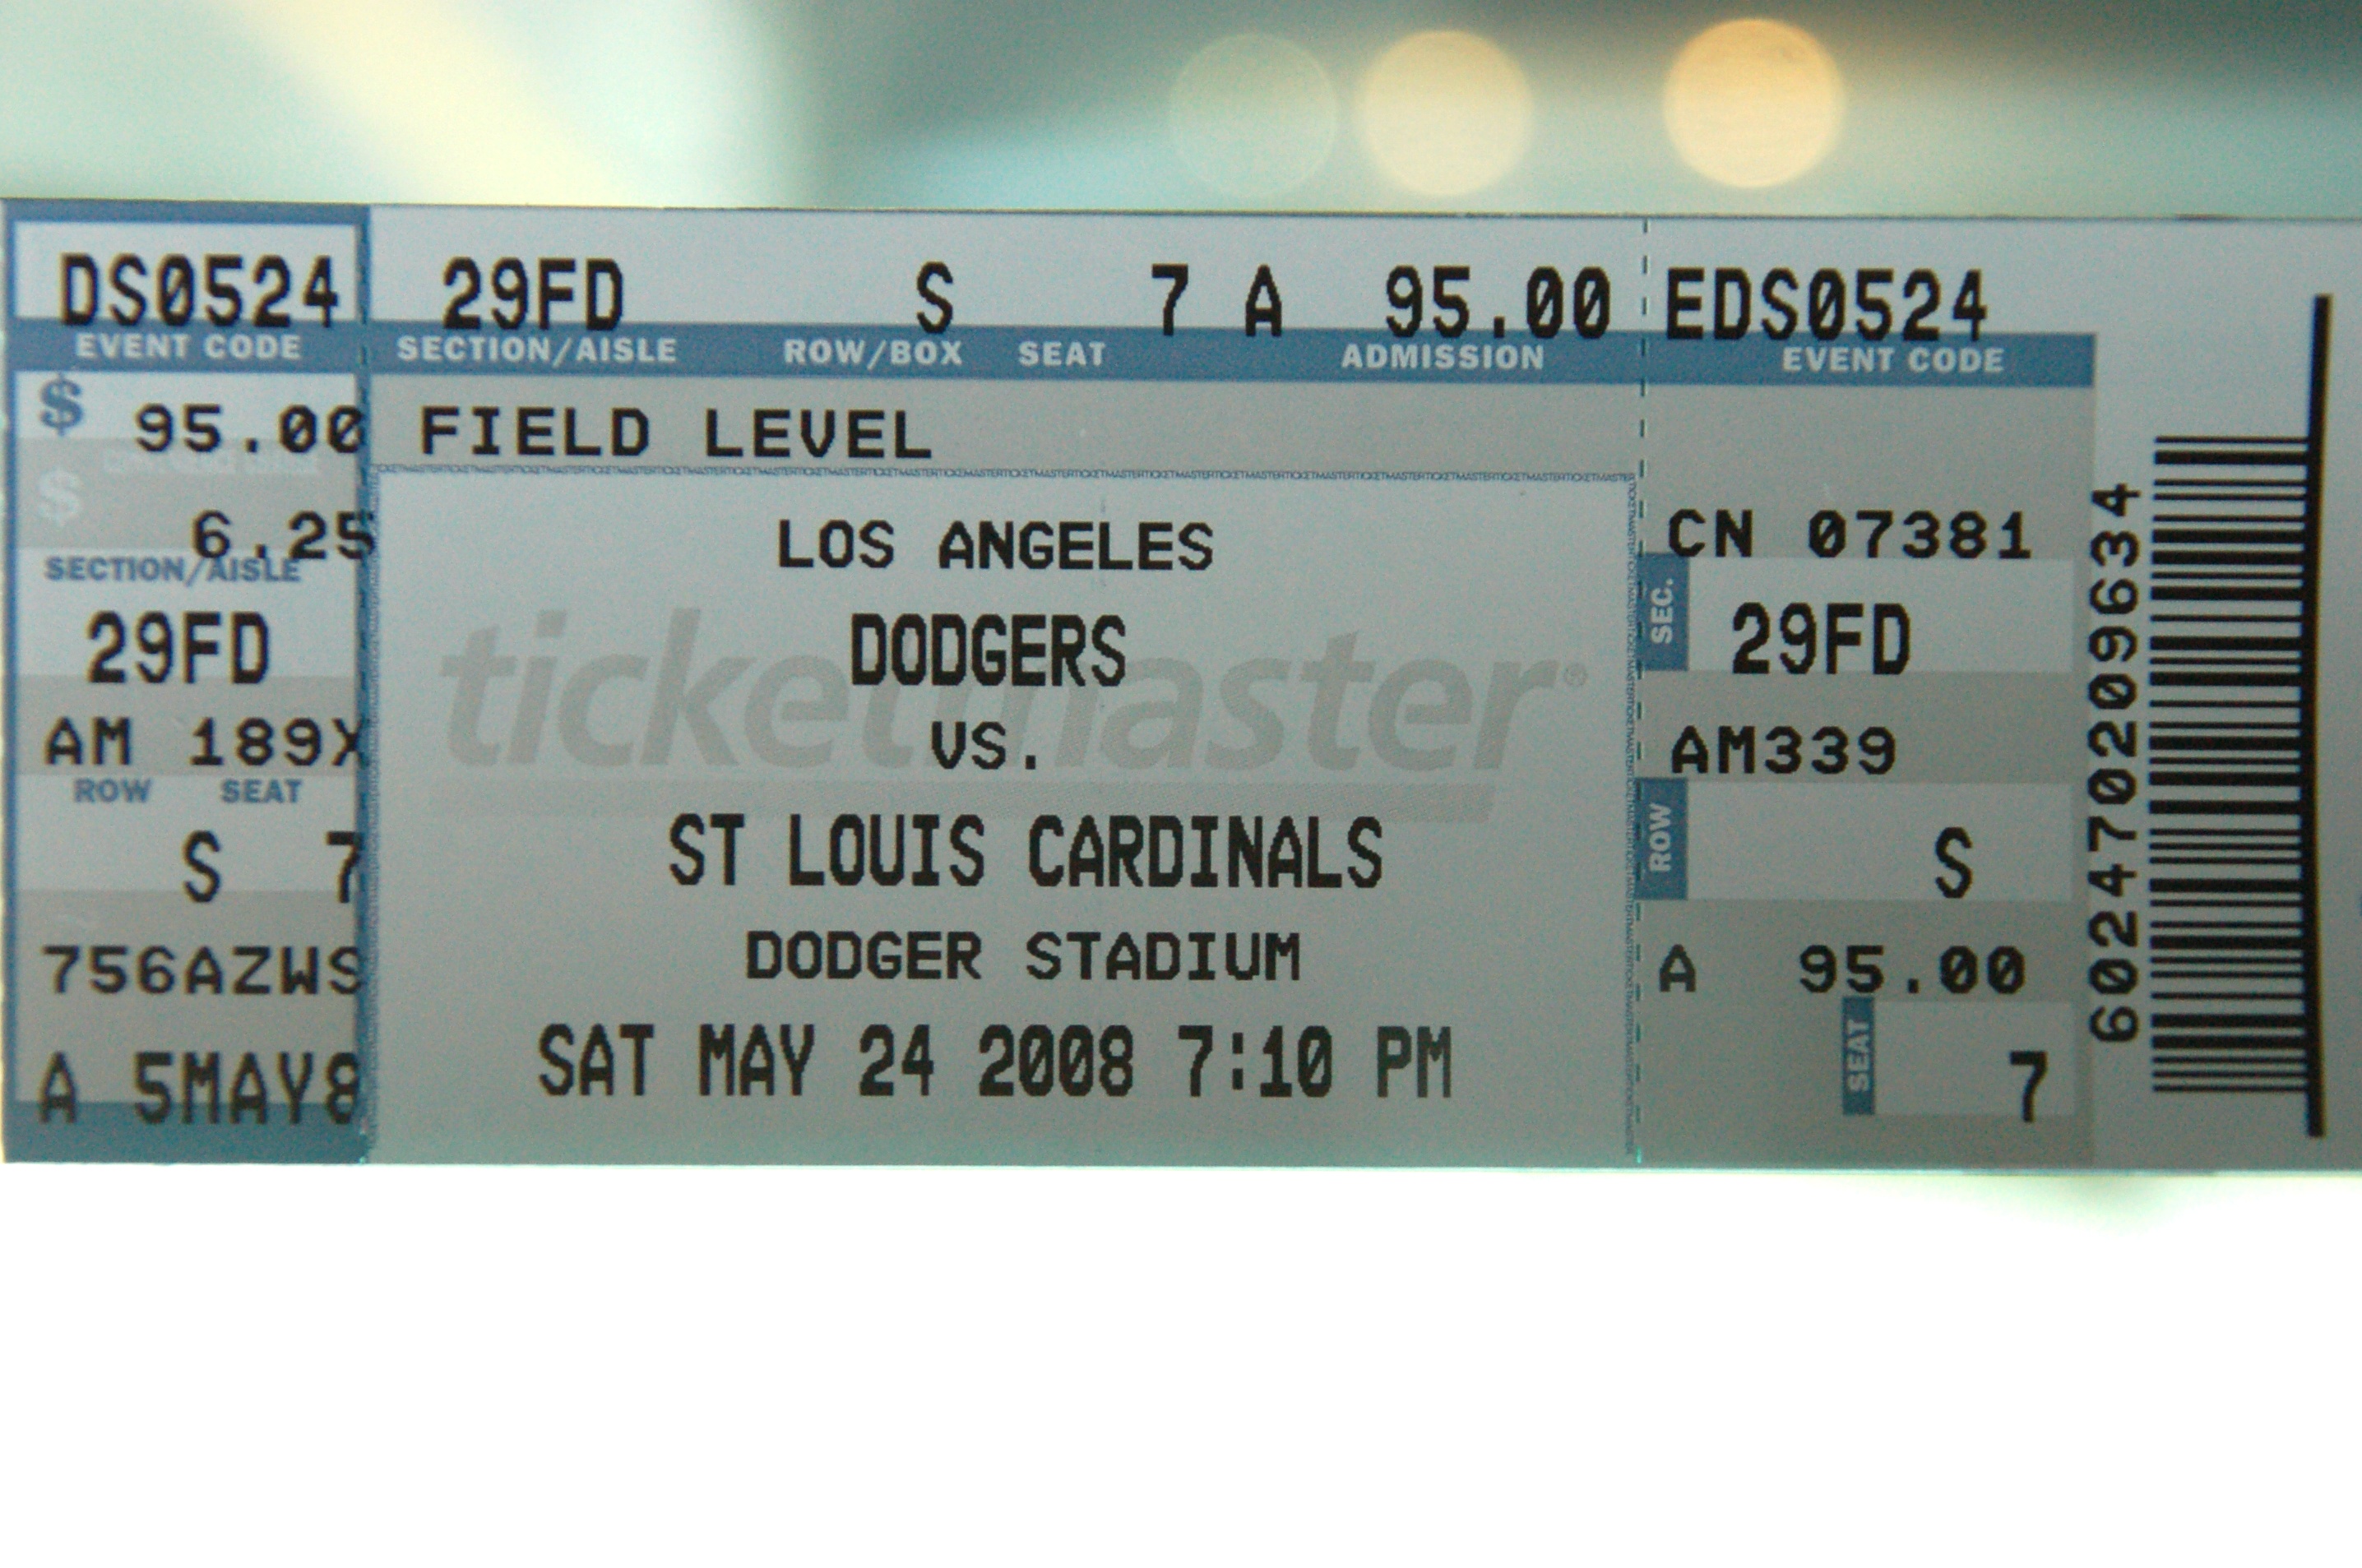 DS0524
EVENT CODE
$ 95.00
$ 6.25
SECTION/AISLE
29FD
AM 189X
ROW SEAT
S 7
756AZWS
A 5MAY8
29FD S 7 A 95.00
SECTION/AISLE ROW/BOX SEAT ADMISSION
FIELD LEVEL
LOS ANGELES
DODGERS
VS.
ST LOUIS CARDINALS
DODGER STADIUM
SAT MAY 24 2008 7:10 PM
ticketmaster®
EDS0524
EVENT CODE
CN 07381
SEC. 29FD
AM339
ROW S
A 95.00
SEAT 7
602470209634